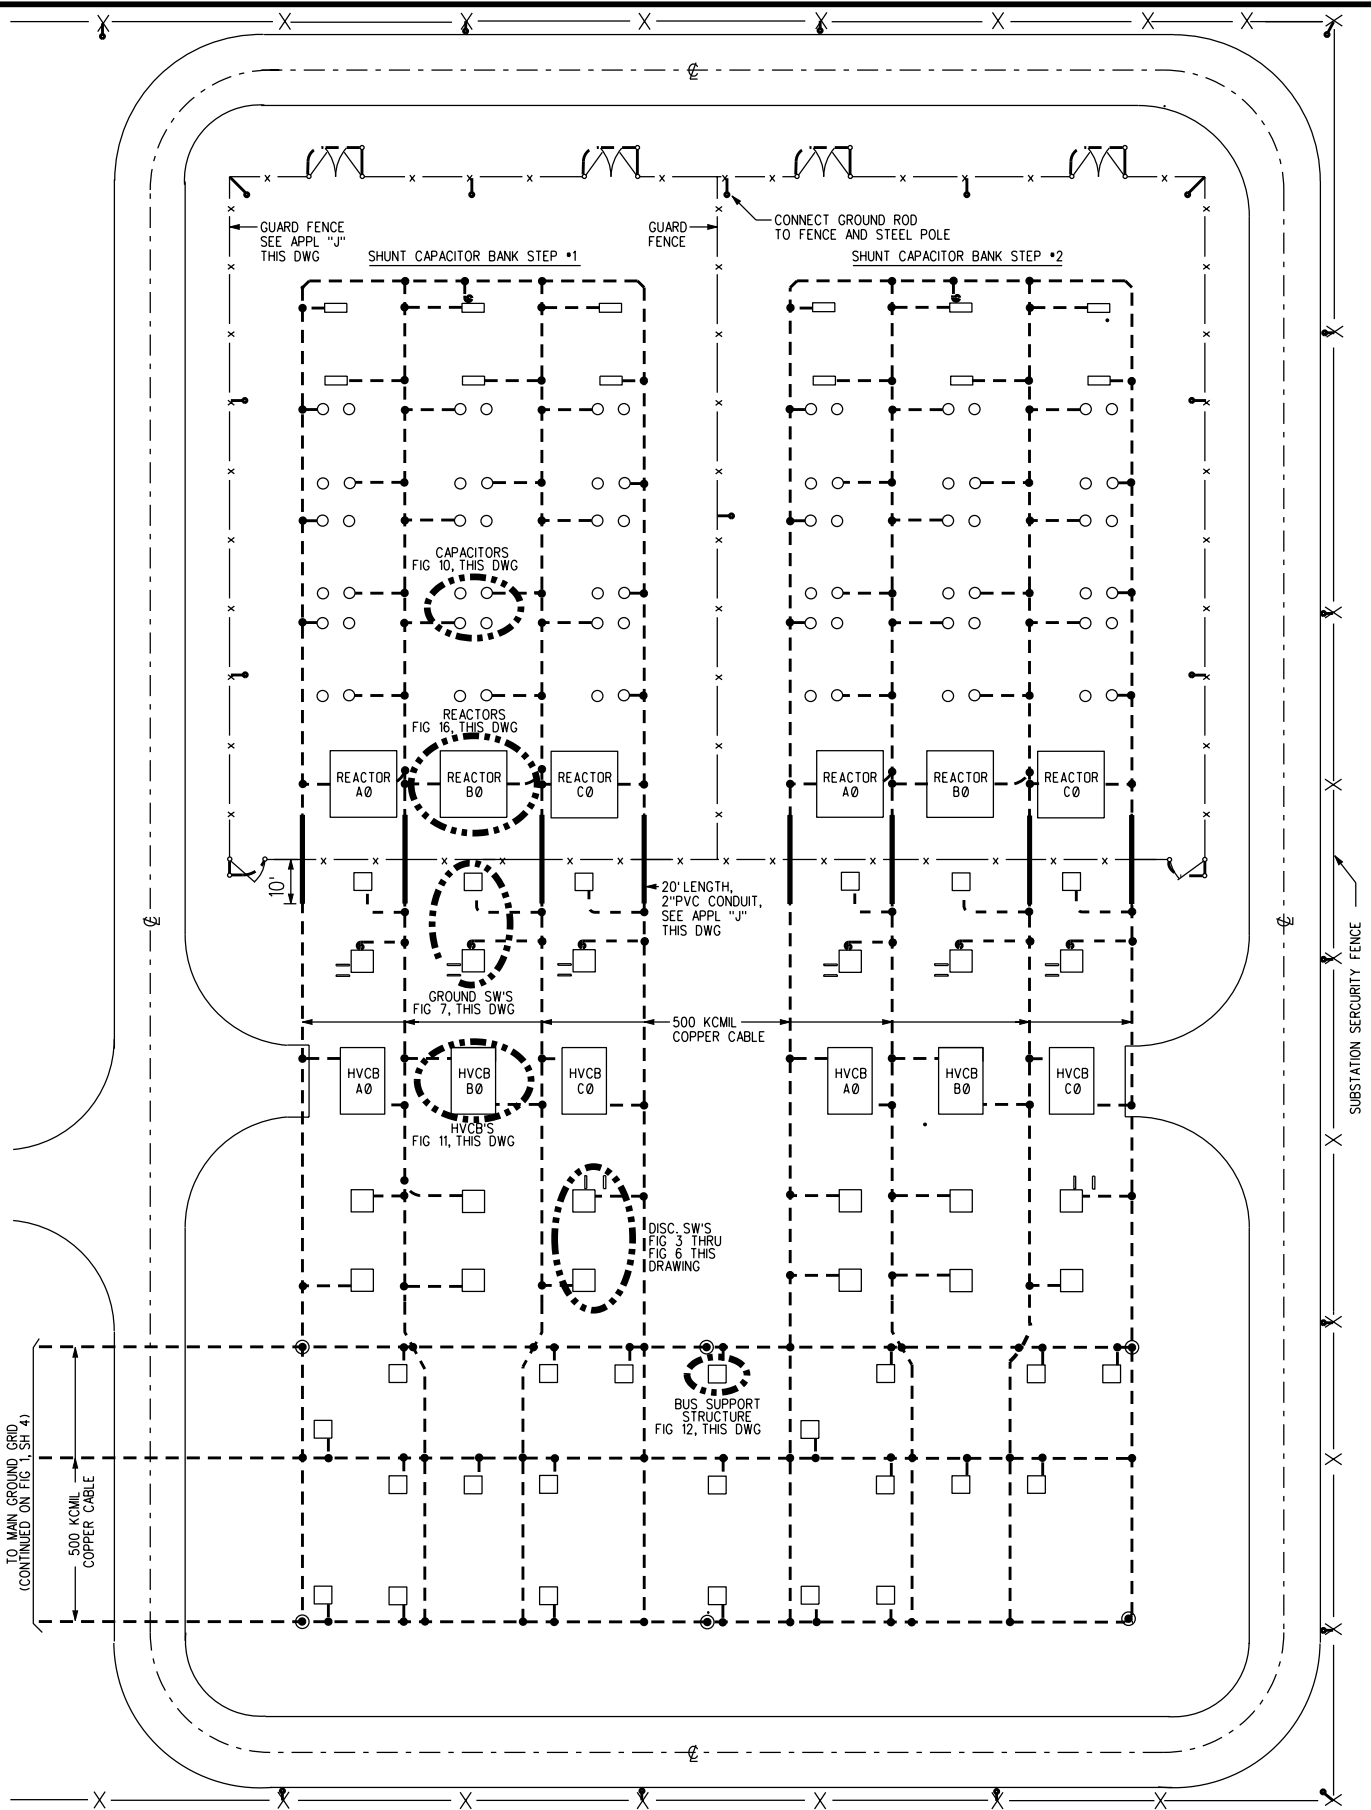 ℄
GUARD FENCE
SEE APPL "J"
THIS DWG
GUARD
FENCE
CONNECT GROUND ROD
TO FENCE AND STEEL POLE
SHUNT CAPACITOR BANK STEP #1
SHUNT CAPACITOR BANK STEP #2
CAPACITORS
FIG 10, THIS DWG
REACTORS
FIG 16, THIS DWG
REACTOR
AØ
REACTOR
BØ
REACTOR
CØ
REACTOR
AØ
REACTOR
BØ
REACTOR
CØ
10'
20' LENGTH,
2"PVC CONDUIT,
SEE APPL "J"
THIS DWG
℄
℄
GROUND SW'S
FIG 7, THIS DWG
500 KCMIL
COPPER CABLE
SUBSTATION SERCURITY FENCE
HVCB
AØ
HVCB
BØ
HVCB
CØ
HVCB
AØ
HVCB
BØ
HVCB
CØ
HVCB'S
FIG 11, THIS DWG
DISC. SW'S
FIG 3 THRU
FIG 6 THIS
DRAWING
BUS SUPPORT
STRUCTURE
FIG 12, THIS DWG
TO MAIN GROUND GRID
(CONTINUED ON FIG 1, SH 4)
500 KCMIL
COPPER CABLE
℄